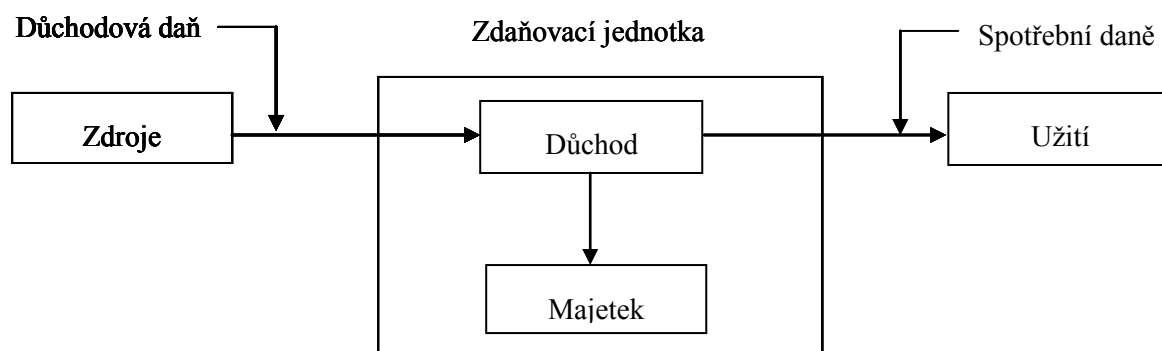 Důchodová daň
Zdaňovací jednotka
Spotřební daně
Zdroje
Důchod
Užití
Majetek